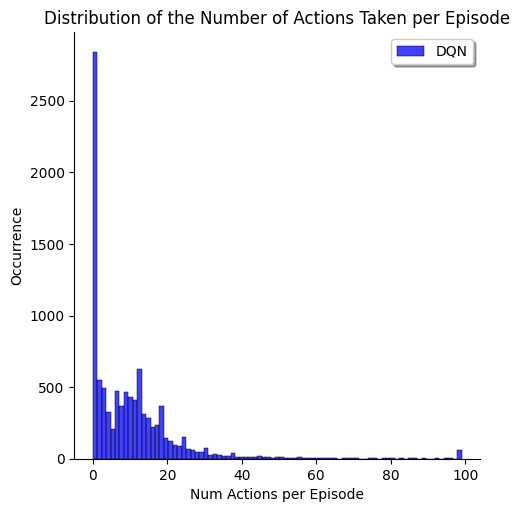 Distribution of the Number of Actions Taken per Episode
DQN
2500
2000
1500
1000
500
0
Occurrence
0 20 40 60 80 100
Num Actions per Episode